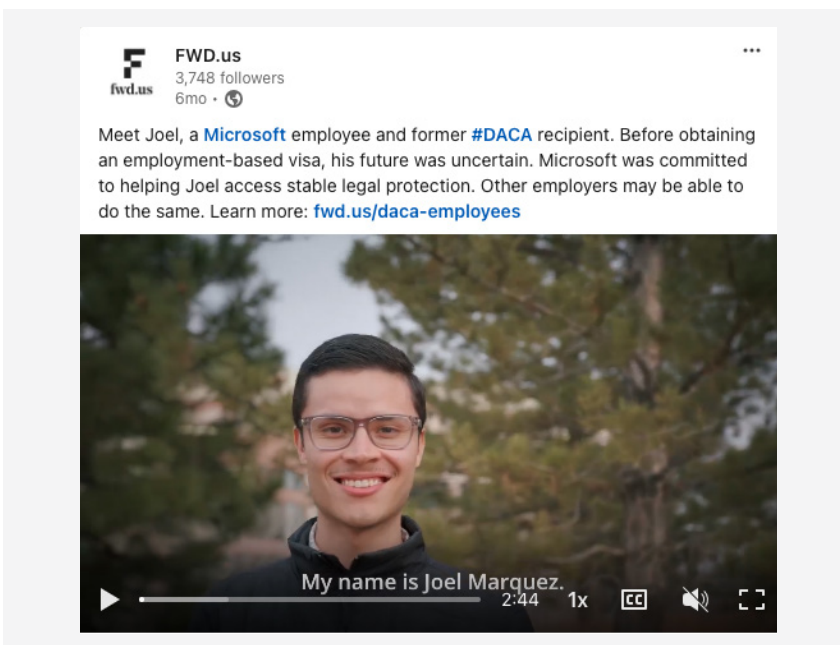 FWD.us
3,748 followers
fwd.us
6mo •
Meet Joel, a Microsoft employee and former #DACA recipient. Before obtaining
an employment-based visa, his future was uncertain. Microsoft was committed
to helping Joel access stable legal protection. Other employers may be able to
do the same. Learn more: fwd.us/daca-employees
My name is Joel Marquez.
2:44 1x CC